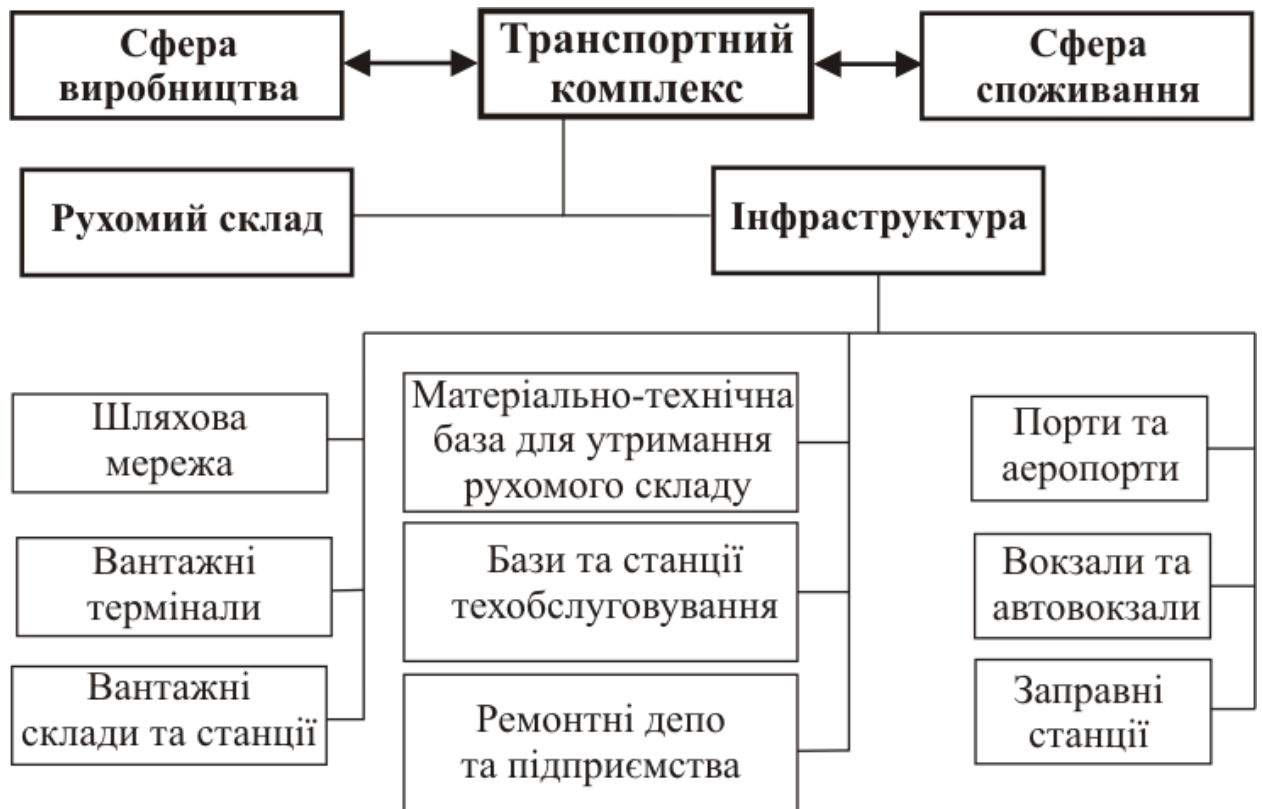 Сфера
виробництва
Транспортний
комплекс
Сфера
споживання
Рухомий склад
Інфраструктура
Шляхова
мережа
Вантажні
термінали
Вантажні
склади та станції
Матеріально-технічна
база для утримання
рухомого складу
Бази та станції
техобслуговування
Ремонтні депо
та підприємства
Порти та
аеропорти
Вокзали та
автовокзали
Заправні
станції